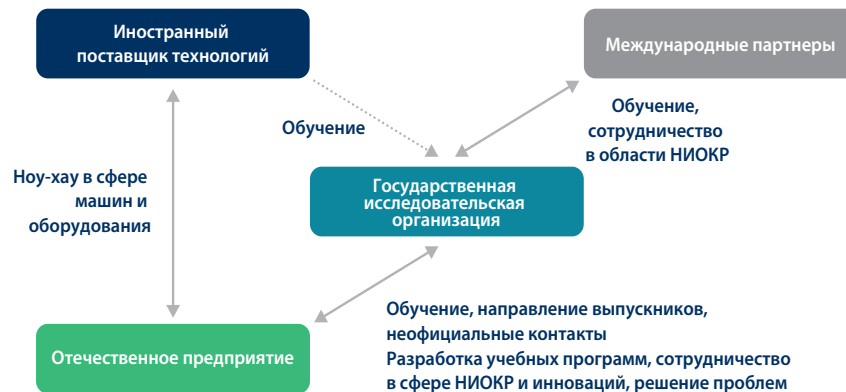 Иностранный
поставщик технологий
Международные партнеры
Обучение
Обучение,
сотрудничество
в области НИОКР
Ноу-хау в сфере
машин и
оборудования
Государственная
исследовательская
организация
Отечественное предприятие
Обучение, направление выпускников,
неофициальные контакты
Разработка учебных программ, сотрудничество
в сфере НИОКР и инноваций, решение проблем